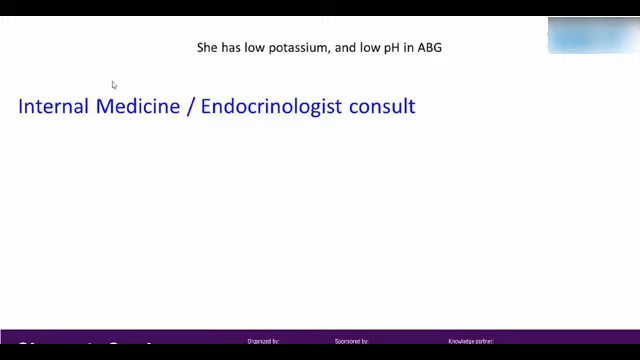 She has low potassium, and low pH in ABG
Internal Medicine / Endocrinologist consult
Organized by:
Sponsored by:
Knowledge partner: